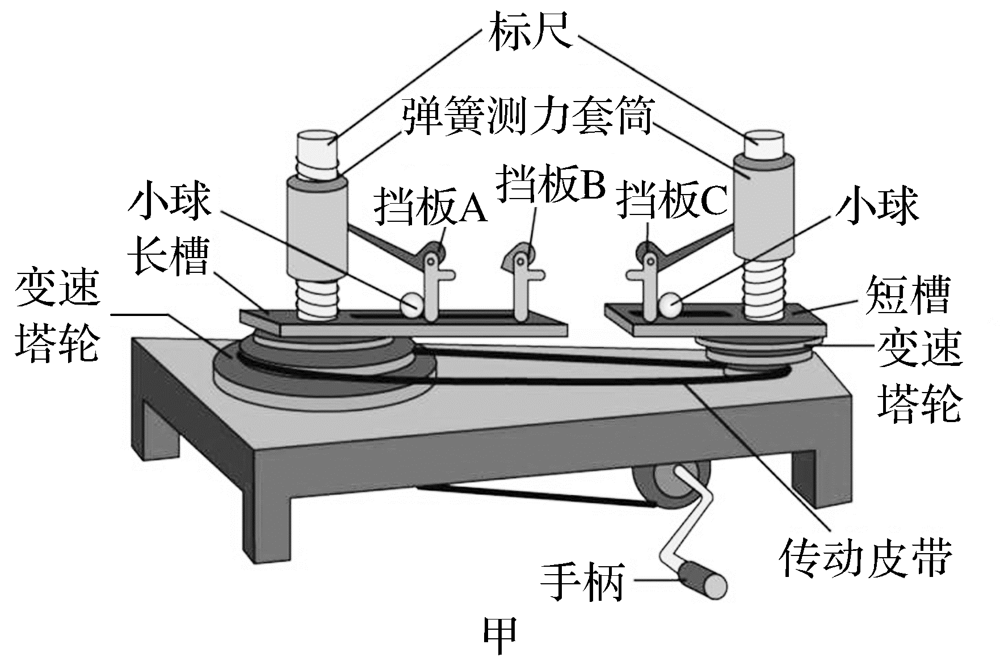 标尺
弹簧测力套筒
挡板B
挡板A
挡板C
小球
小球
长槽
变速
塔轮
短槽
变速
塔轮
传动皮带
手柄
甲